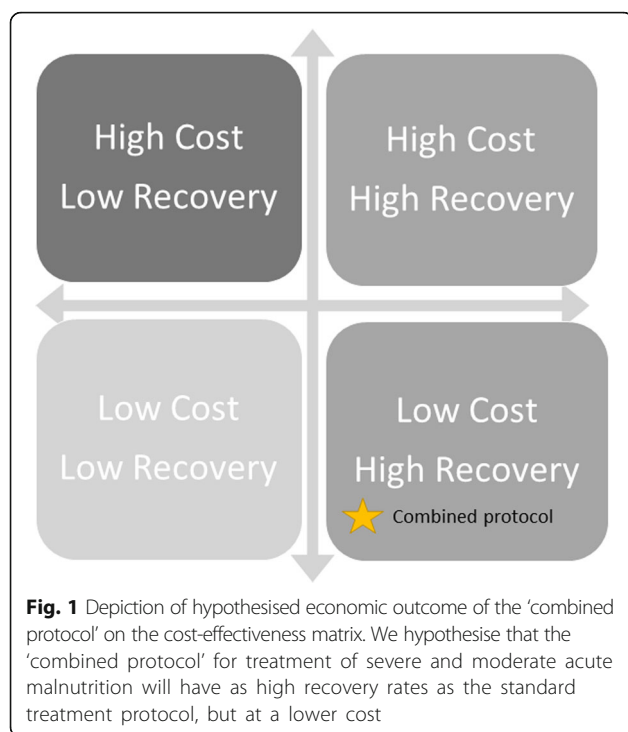 High Cost
Low Recovery
High Cost
High Recovery
Low Cost
Low Recovery
Low Cost
High Recovery
Combined protocol
Fig. 1 Depiction of hypothesised economic outcome of the ‘combined
protocol’ on the cost-effectiveness matrix. We hypothesise that the
‘combined protocol’ for treatment of severe and moderate acute
malnutrition will have as high recovery rates as the standard
treatment protocol, but at a lower cost